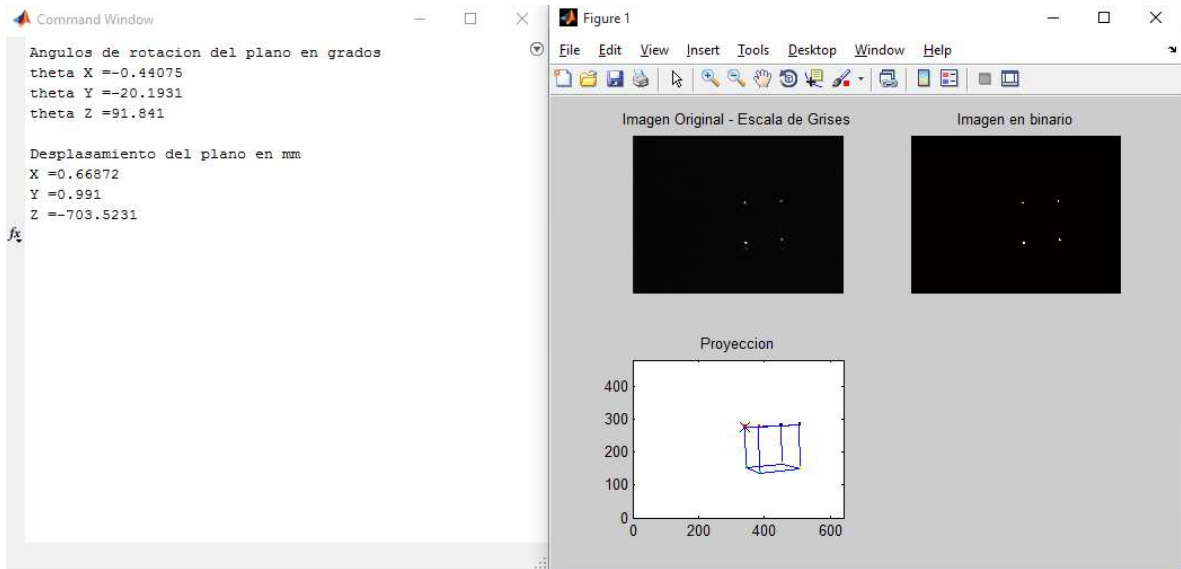 Command Window
Angulos de rotacion del plano en grados
theta X =-0.44075
theta Y =-20.1931
theta Z =91.841
Desplasamiento del plano en mm
X =0.66872
Y =0.991
Z =-703.5231
fx
Figure 1
File Edit View Insert Tools Desktop Window Help
Imagen Original - Escala de Grises
Imagen en binario
Proyeccion
400
300
200
100
0
0 200 400 600